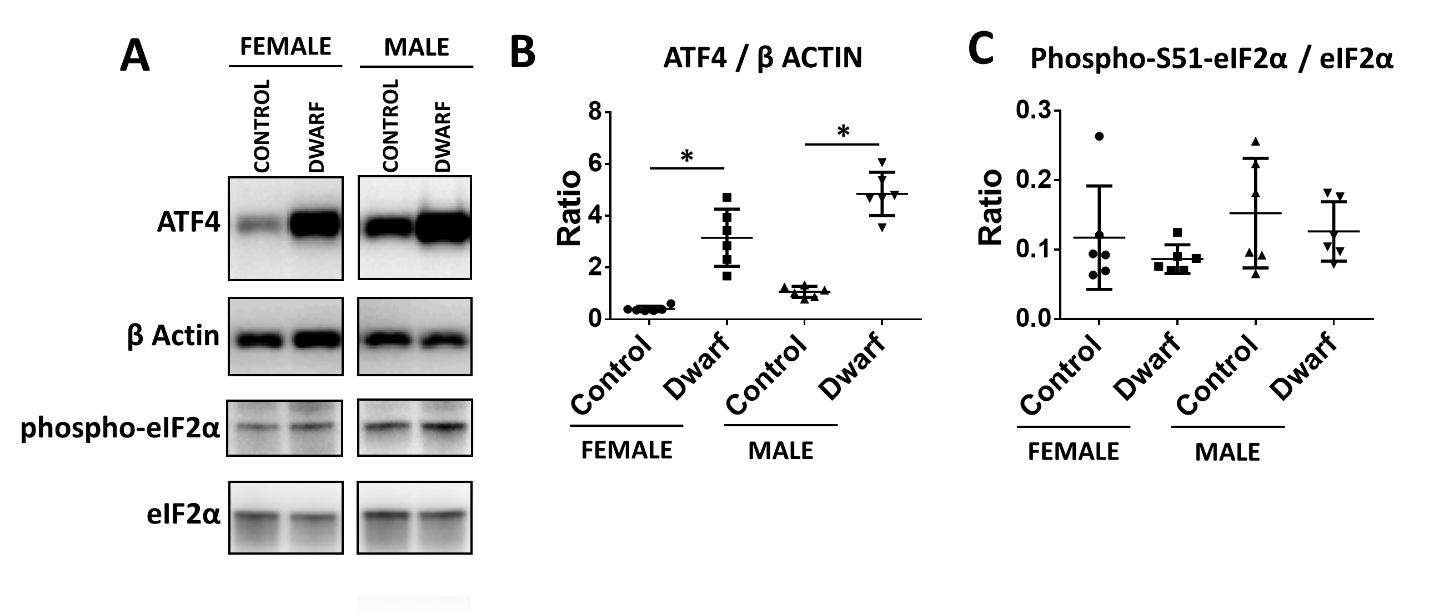 A
FEMALE MALE
CONTROL DWARF CONTROL DWARF
ATF4
β Actin
phospho-eIF2α
eIF2α
B
ATF4 / β ACTIN
Ratio
8
6
4
2
0
*
*
Control Dwarf Control Dwarf
FEMALE MALE
C
Phospho-S51-eIF2α / eIF2α
Ratio
0.3
0.2
0.1
0.0
Control Dwarf Control Dwarf
FEMALE MALE